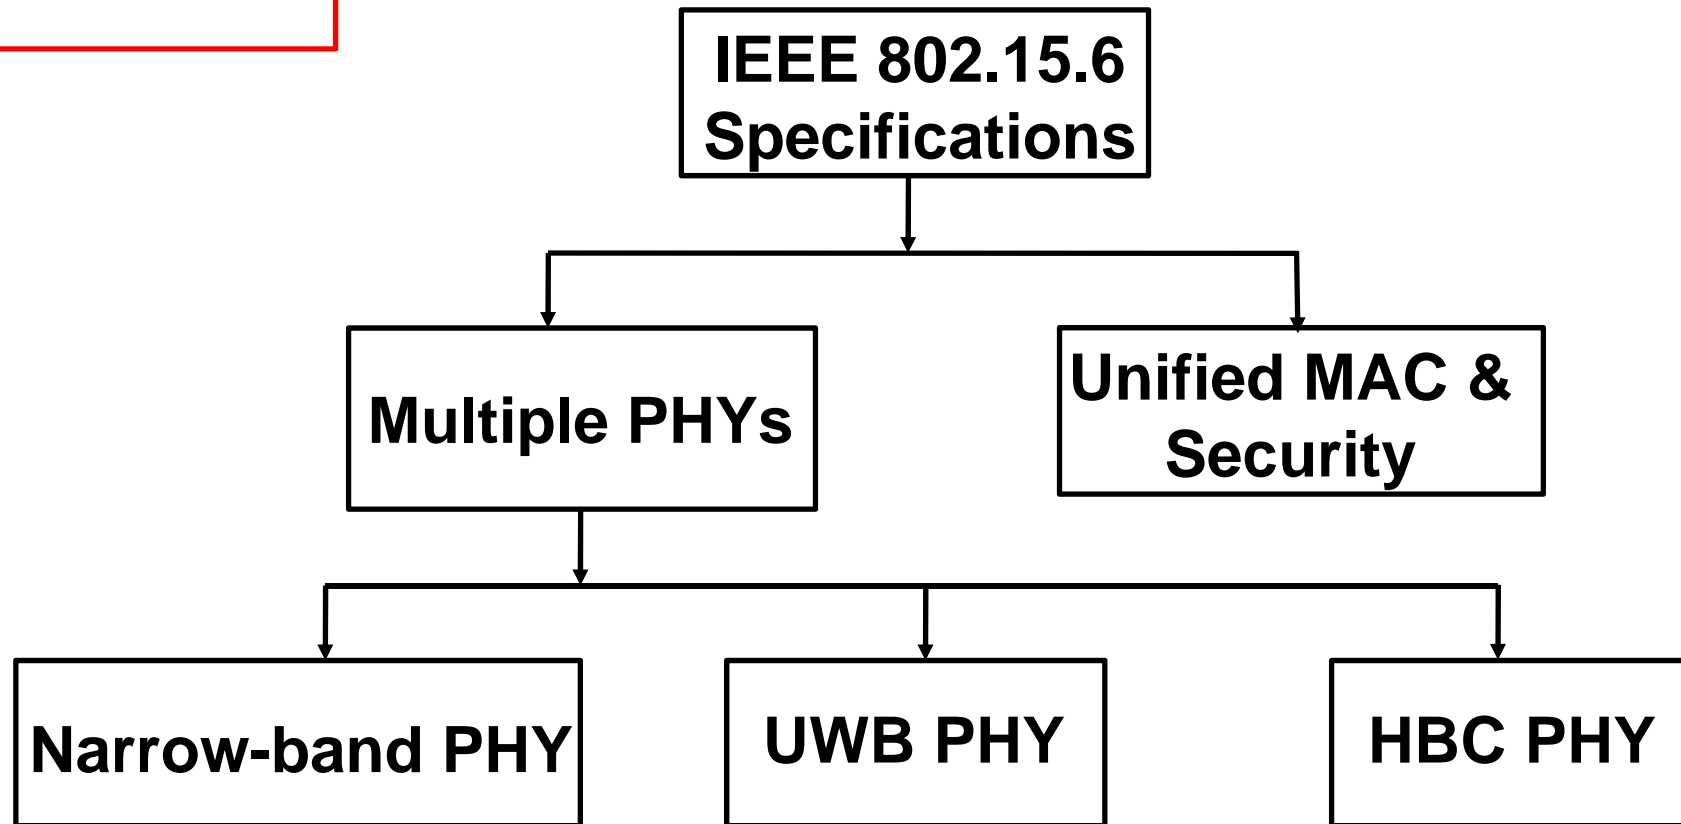 IEEE 802.15.6
Specifications
Multiple PHYs
Unified MAC &
Security
Narrow-band PHY
UWB PHY
HBC PHY